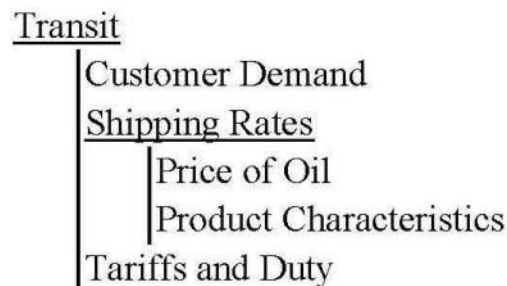 Transit
Customer Demand
Shipping Rates
Price of Oil
Product Characteristics
Tariffs and Duty